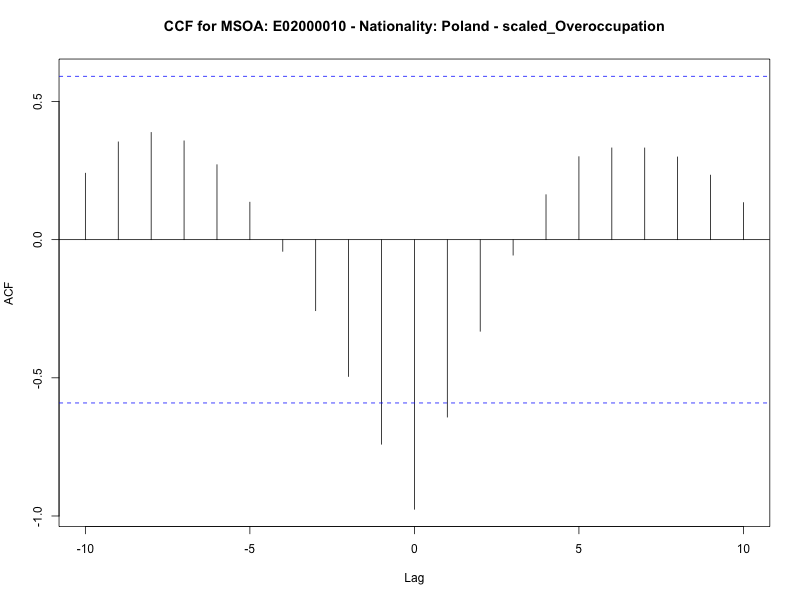 CCF for MSOA: E02000010 - Nationality: Poland - scaled_Overoccupation
ACF
0.5
0.0
-0.5
-1.0
-10 -5 0 5 10
Lag